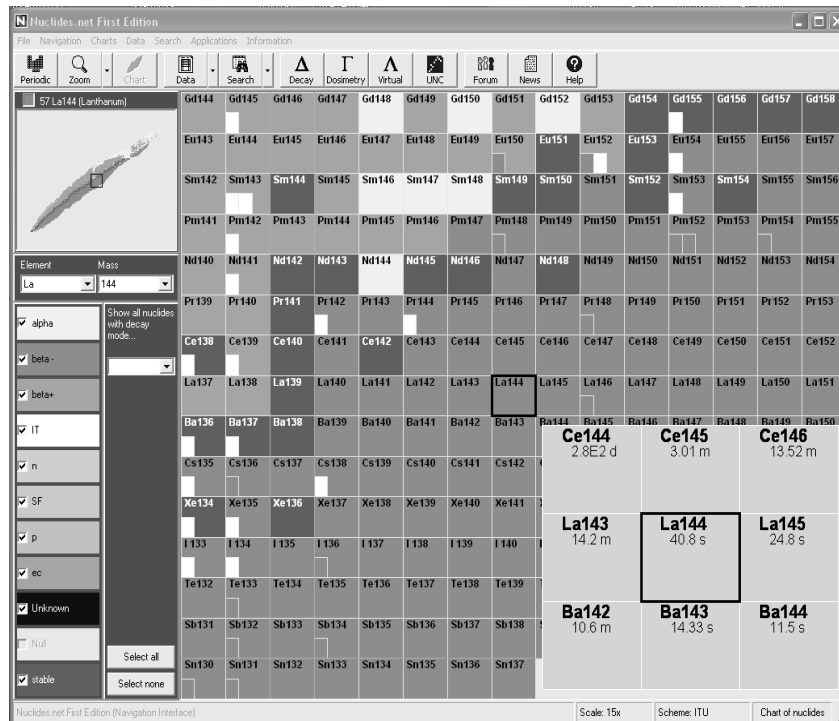 Nuclides.net First Edition
File Navigation Charts Data Search Applications Information
Periodic Zoom Chart Data Search Decay Dosimetry Virtual UNC Forum News Help
57 La144 (Lanthanum)
Element Mass
La 144
alpha
beta -
beta+
IT
n
SF
p
ec
Unknown
Null
stable
Show all nuclides
with decay
mode...
Select all
Select none
Gd144 Gd145 Gd146 Gd147 Gd148 Gd149 Gd150 Gd151 Gd152 Gd153 Gd154 Gd155 Gd156 Gd157 Gd158
Eu143 Eu144 Eu145 Eu146 Eu147 Eu148 Eu149 Eu150 Eu151 Eu152 Eu153 Eu154 Eu155 Eu156 Eu157
Sm142 Sm143 Sm144 Sm145 Sm146 Sm147 Sm148 Sm149 Sm150 Sm151 Sm152 Sm153 Sm154 Sm155 Sm156
Pm141 Pm142 Pm143 Pm144 Pm145 Pm146 Pm147 Pm148 Pm149 Pm150 Pm151 Pm152 Pm153 Pm154 Pm155
Nd140 Nd141 Nd142 Nd143 Nd144 Nd145 Nd146 Nd147 Nd148 Nd149 Nd150 Nd151 Nd152 Nd153 Nd154
Pr139 Pr140 Pr141 Pr142 Pr143 Pr144 Pr145 Pr146 Pr147 Pr148 Pr149 Pr150 Pr151 Pr152 Pr153
Ce138 Ce139 Ce140 Ce141 Ce142 Ce143 Ce144 Ce145 Ce146 Ce147 Ce148 Ce149 Ce150 Ce151 Ce152
La137 La138 La139 La140 La141 La142 La143 La144 La145 La146 La147 La148 La149 La150 La151
Ba136 Ba137 Ba138 Ba139 Ba140 Ba141 Ba142 Ba143 Ba144 Ba145 Ba146 Ba147 Ba148 Ba149 Ba150
Cs135 Cs136 Cs137 Cs138 Cs139 Cs140 Cs141 Cs142
Xe134 Xe135 Xe136 Xe137 Xe138 Xe139 Xe140 Xe141
I 133 I 134 I 135 I 136 I 137 I 138 I 139 I 140
Te132 Te133 Te134 Te135 Te136 Te137 Te138 Te139
Sb131 Sb132 Sb133 Sb134 Sb135 Sb136 Sb137 Sb138
Sn130 Sn131 Sn132 Sn133 Sn134 Sn135 Sn136 Sn137
Ce144 Ce145 Ce146
2.8E2 d 3.01 m 13.52 m
La143 La144 La145
14.2 m 40.8 s 24.8 s
Ba142 Ba143 Ba144
10.6 m 14.33 s 11.5 s
Nuclides.net First Edition (Navigation Interface) Scale: 15x Scheme: ITU Chart of nuclides